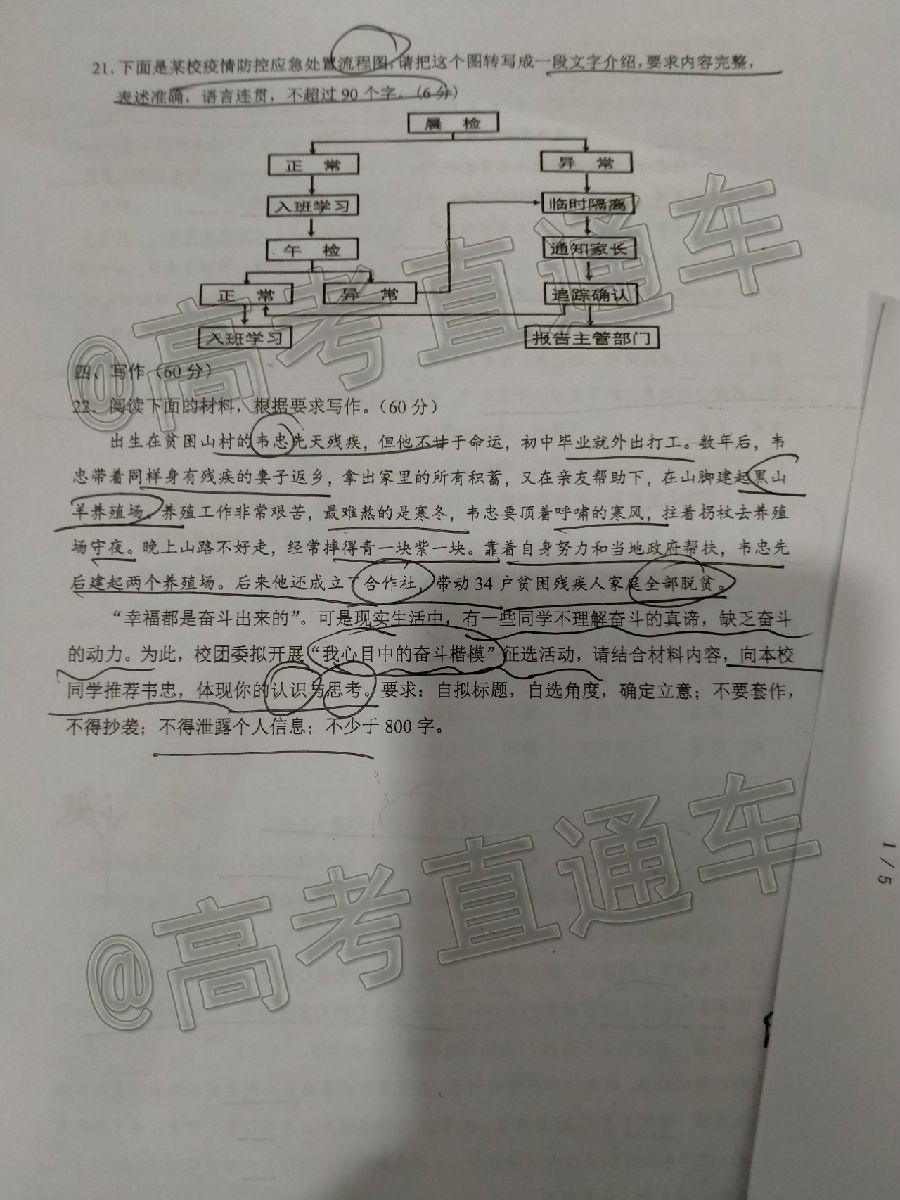 21、下面是某校疫情防控应急处置流程图，请把这个图转写成一段文字介绍，要求内容完整，
表述准确，语言连贯，不超过 90 个字。（6 分）
晨 检
正 常
异 常
入班学习
临时隔离
午 检
通知家长
正 常
异 常
追踪确认
入班学习
报告主管部门
四、写作（60 分）
22、阅读下面的材料，根据要求写作。（60 分）
出生在贫困山村的韦忠先天残疾，但他不甘于命运，初中毕业就外出打工。数年后，韦
忠带着同样身有残疾的妻子返乡，拿出家里的所有积蓄，又在亲友帮助下，在山脚建起黑山
羊养殖场。养殖工作非常艰苦，最难熬的是寒冬，韦忠要顶着呼啸的寒风，拄着拐杖去养殖
场守夜。晚上山路不好走，经常摔得青一块紫一块。靠着自身努力和当地政府帮扶，韦忠先
后建起两个养殖场。后来他还成立了合作社，带动 34 户贫困残疾人家庭全部脱贫。
“幸福都是奋斗出来的”。可是现实生活中，有一些同学不理解奋斗的真谛，缺乏奋斗
的动力。为此，校团委拟开展“我心目中的奋斗楷模”征选活动，请结合材料内容，向本校
同学推荐韦忠，体现你的认识与思考。要求：自拟标题，自选角度，确定立意；不要套作，
不得抄袭；不得泄露个人信息；不少于 800 字。
@高考直通车
@高考直通车
1 / 5